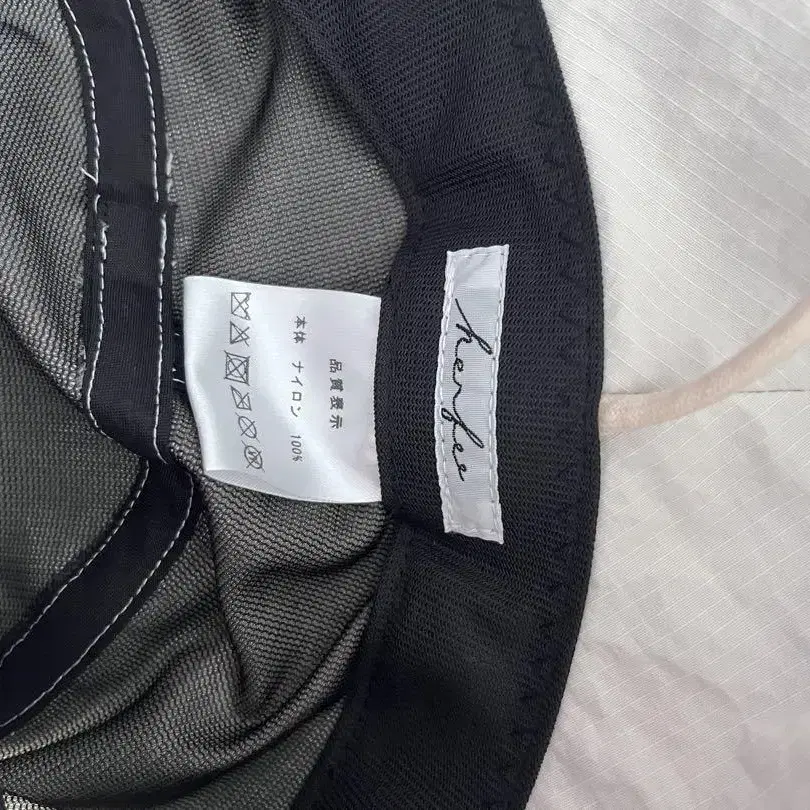 品質表示
本体 ナイロン 100%
henfee